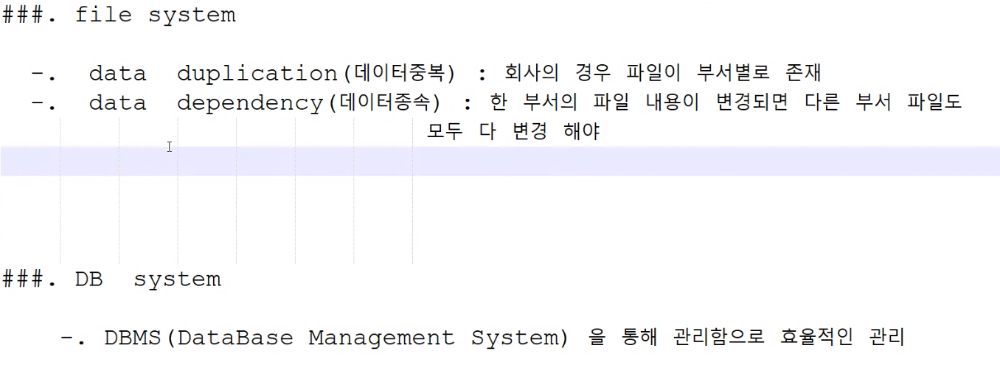 ###. file system
-. data duplication(데이터중복) : 회사의 경우 파일이 부서별로 존재
-. data dependency(데이터종속) : 한 부서의 파일 내용이 변경되면 다른 부서 파일도
모두 다 변경 해야
###. DB system
-. DBMS(DataBase Management System) 을 통해 관리함으로 효율적인 관리